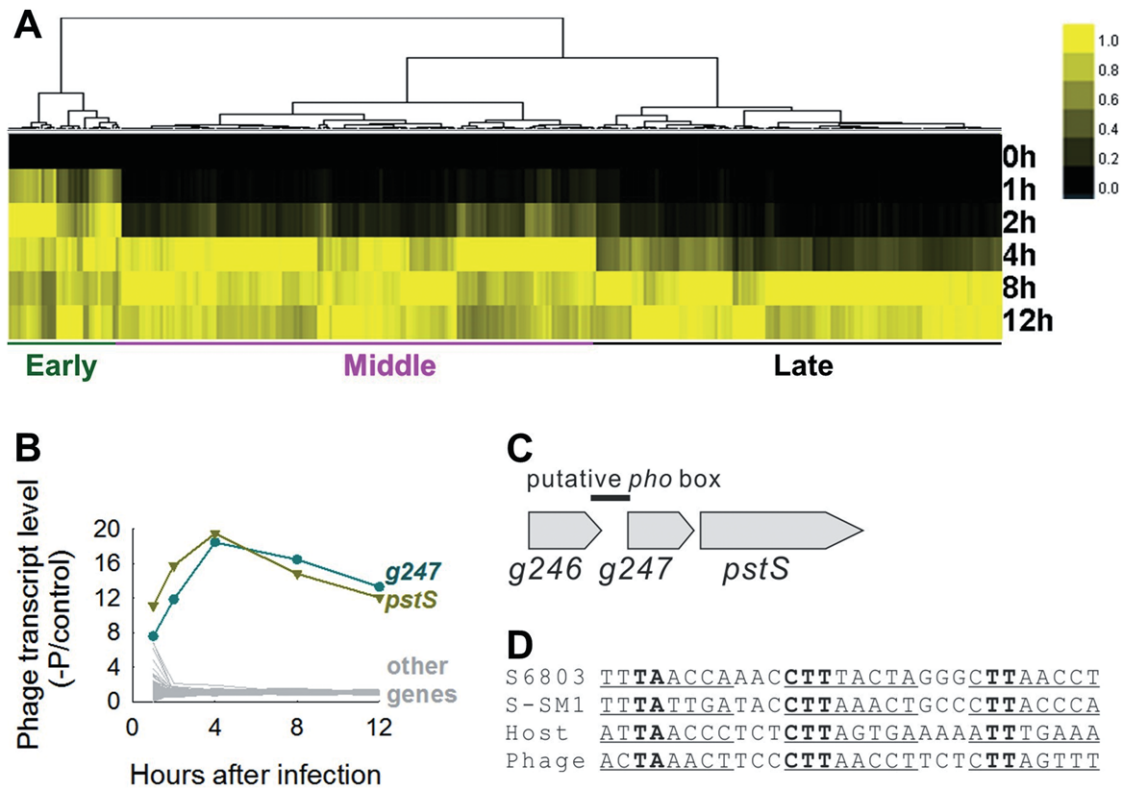 A
1.0
0.8
0.6
0.4
0.2
0.0
0h
1h
2h
4h
8h
12h
Early Middle Late
B
Phage transcript level
(-P/control)
20
16
12
8
4
0
g247
pstS
other
genes
0 4 8 12
Hours after infection
C
putative pho box
g246 g247 pstS
D
S6803 TTTAACCAAACCTTTACTAGGGCTTAACCT
S-SM1 TTTATTGATACCTTAAACTGCCCTTACCCA
Host ATTAACCCTCTCTTAGTGAAAAATTTGAAA
Phage ACTAAACTTCCCTTAACCTTCTCTTAGTTT